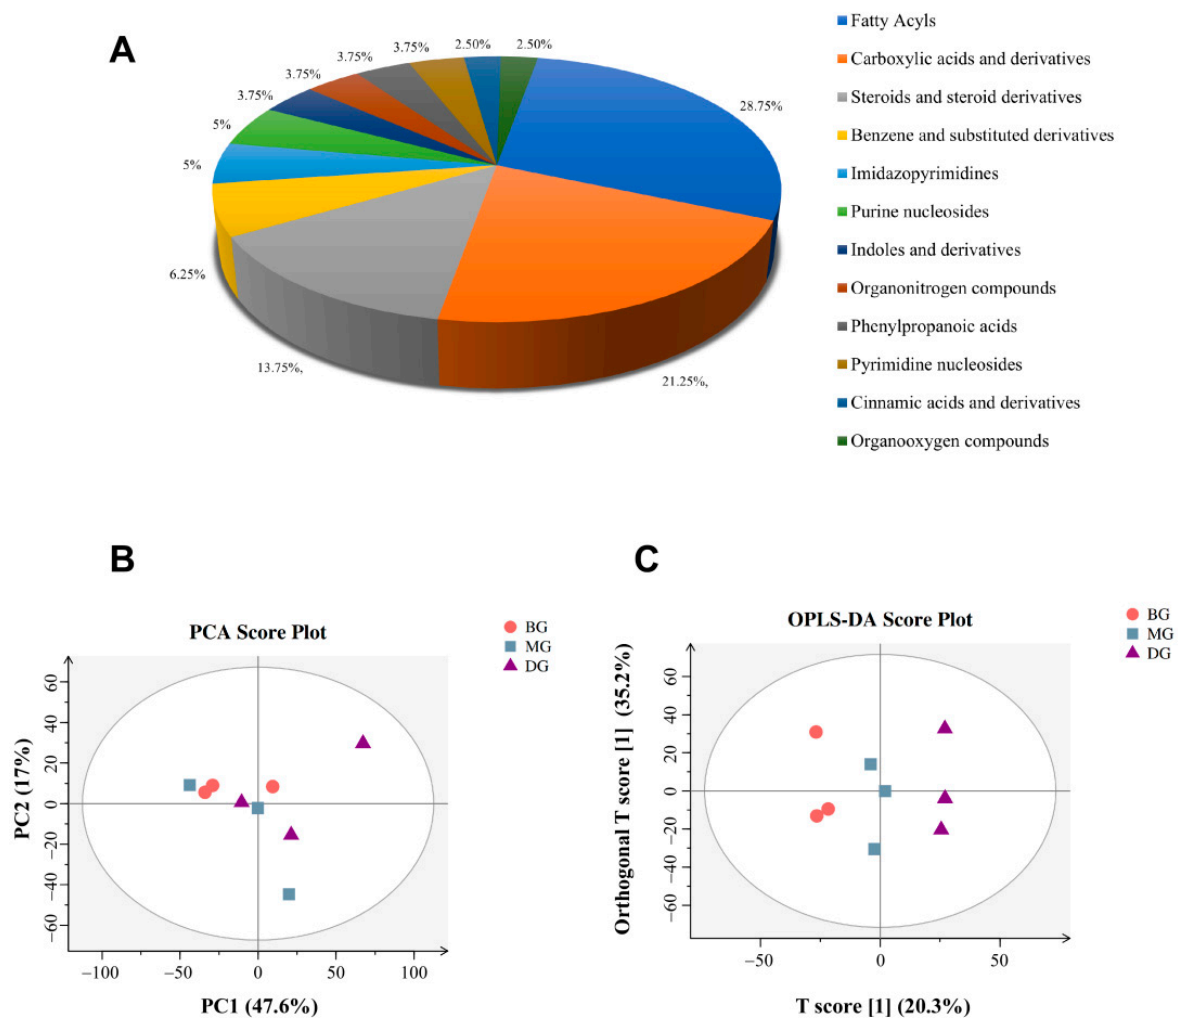 A
3.75%
3.75%
2.50%
2.50%
3.75%
3.75%
5%
5%
6.25%
13.75%,
21.25%,
28.75%
Fatty Acyls
Carboxylic acids and derivatives
Steroids and steroid derivatives
Benzene and substituted derivatives
Imidazopyrimidines
Purine nucleosides
Indoles and derivatives
Organonitrogen compounds
Phenylpropanoic acids
Pyrimidine nucleosides
Cinnamic acids and derivatives
Organooxygen compounds
B
PCA Score Plot
BG
MG
DG
PC2 (17%)
60
40
20
0
−20
−40
−60
−100
−50
0
50
100
PC1 (47.6%)
C
OPLS-DA Score Plot
BG
MG
DG
Orthogonal T score [1] (35.2%)
60
40
20
0
−20
−40
−60
−50
0
50
T score [1] (20.3%)